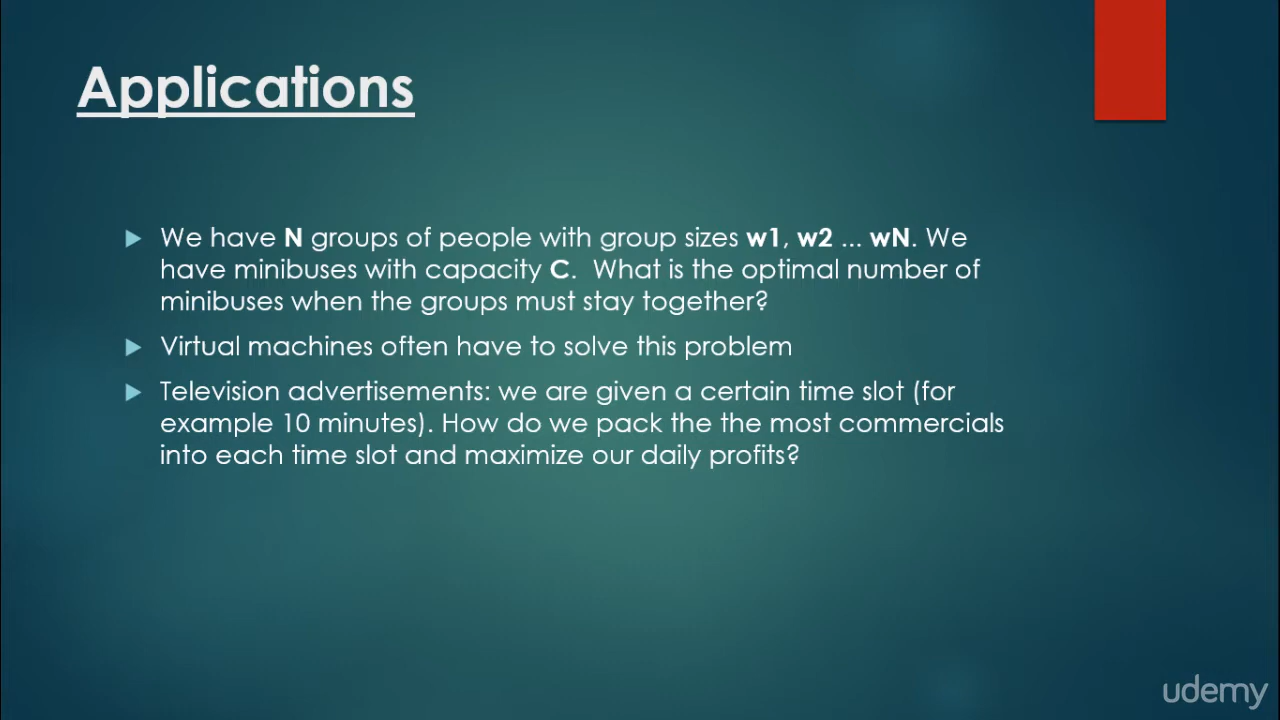 Applications
We have N groups of people with group sizes w1, w2 ... wN. We
have minibuses with capacity C. What is the optimal number of
minibuses when the groups must stay together?
Virtual machines often have to solve this problem
Television advertisements: we are given a certain time slot (for
example 10 minutes). How do we pack the the most commercials
into each time slot and maximize our daily profits?
udemy